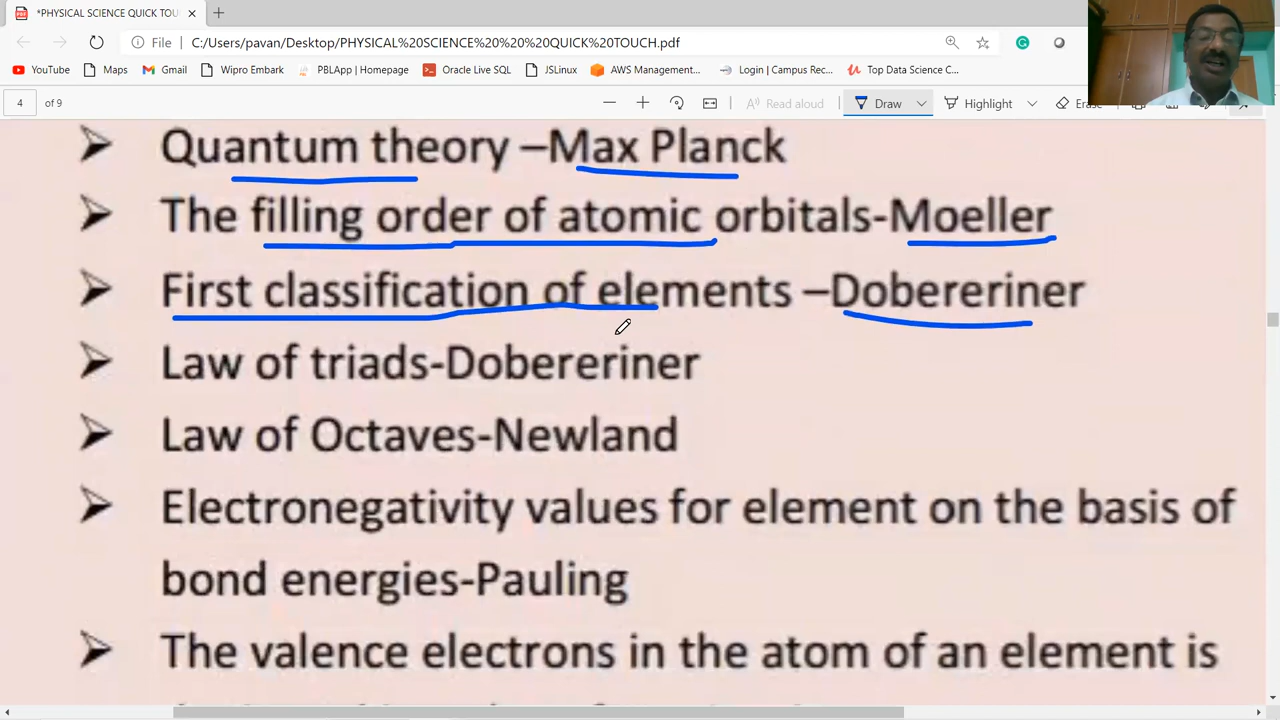 *PHYSICAL SCIENCE QUICK TOU
File C:/Users/pavan/Desktop/PHYSICAL%20SCIENCE%20%20%20QUICK%20TOUCH.pdf
YouTube Maps Gmail Wipro Embark PBLApp | Homepage Oracle Live SQL JSLinux AWS Management... Login | Campus Rec... Top Data Science C...
4 of 9 Read aloud Draw Highlight Erase
Quantum theory –Max Planck
The filling order of atomic orbitals-Moeller
First classification of elements –Dobereriner
Law of triads-Dobereriner
Law of Octaves-Newland
Electronegativity values for element on the basis of
bond energies-Pauling
The valence electrons in the atom of an element is